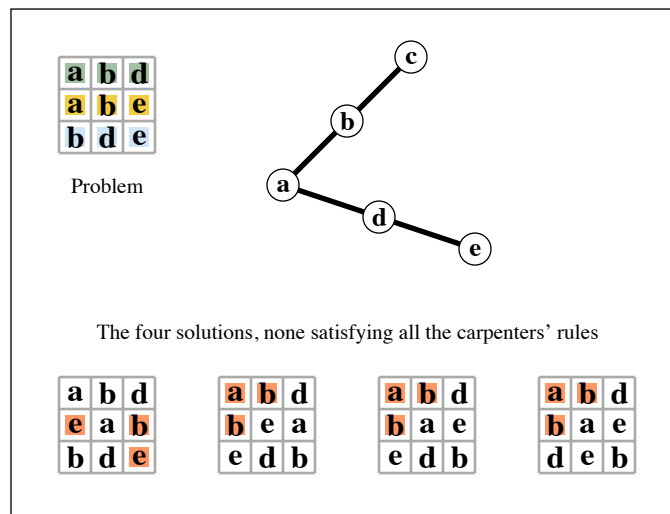 a b d
a b e
b d e
Problem
c
b
a
d
e
The four solutions, none satisfying all the carpenters’ rules
a b d
e a b
b d e
a b d
b e a
e d b
a b d
b a e
e d b
a b d
b a e
d e b